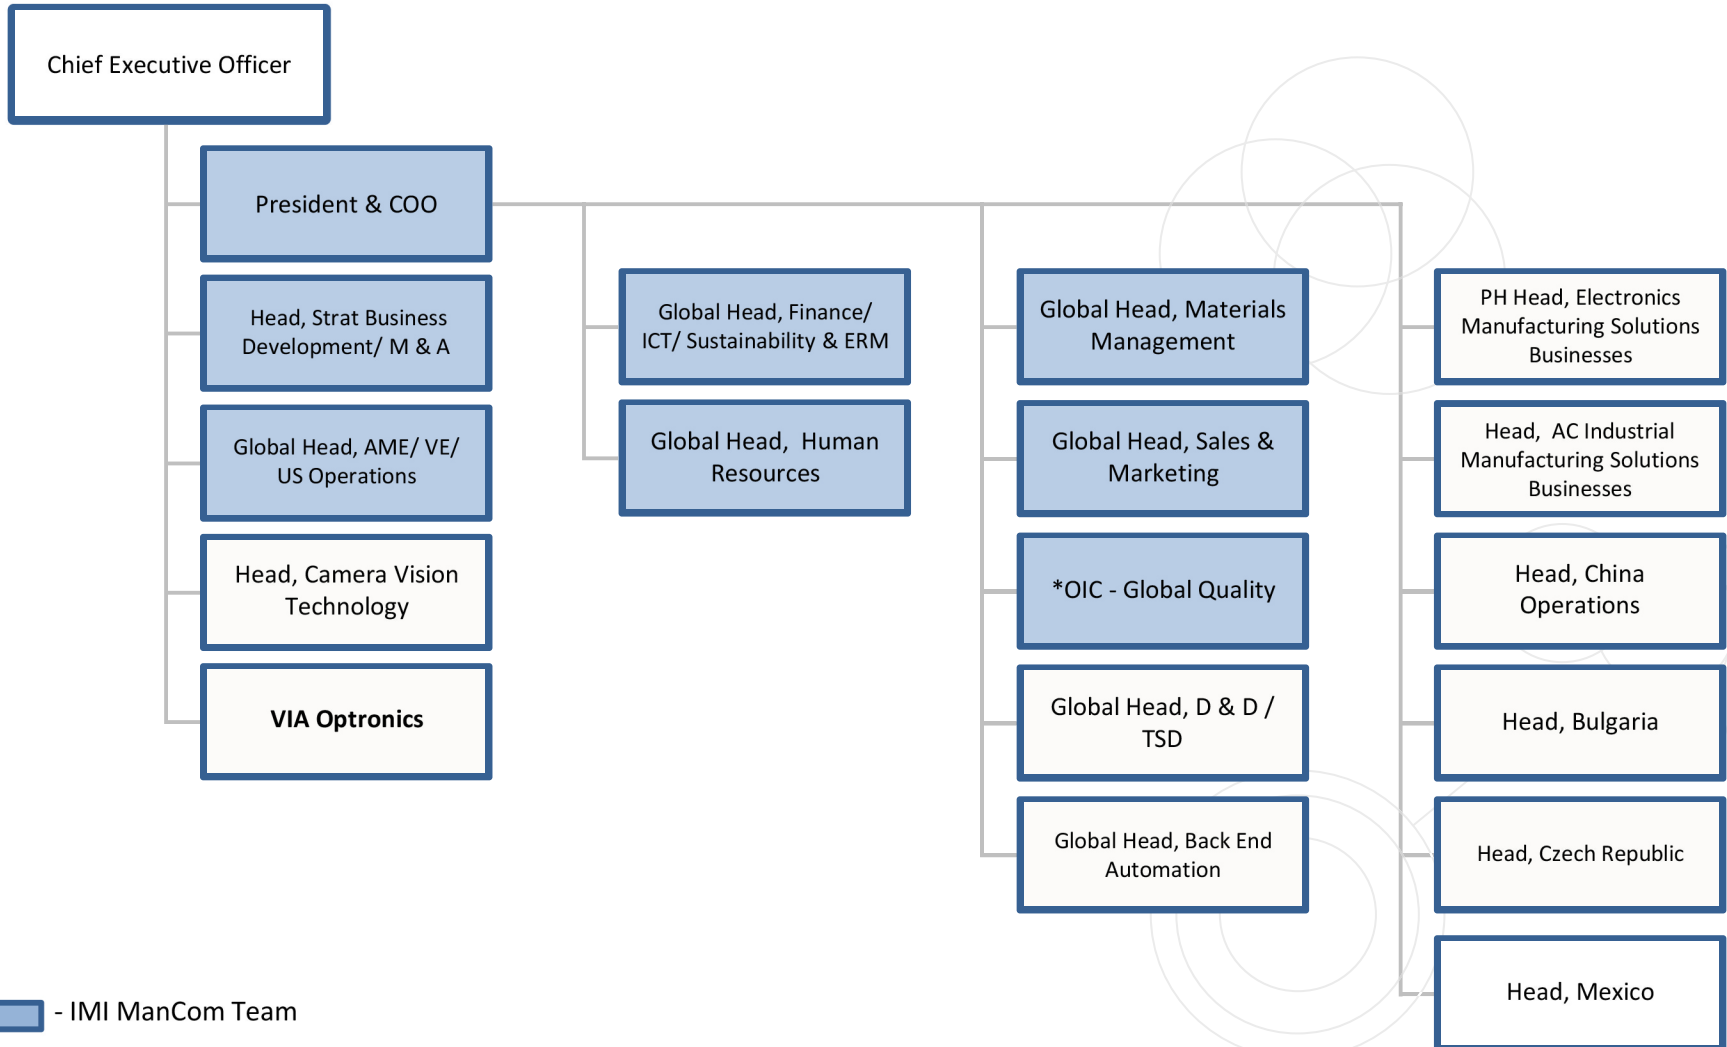 Chief Executive Officer
President & COO
Head, Strat Business
Development/ M & A
Global Head, AME/ VE/
US Operations
Head, Camera Vision
Technology
VIA Optronics
Global Head, Finance/
ICT/ Sustainability & ERM
Global Head,  Human
Resources
Global Head, Materials
Management
Global Head, Sales &
Marketing
*OIC - Global Quality
Global Head, D & D /
TSD
Global Head, Back End
Automation
PH Head, Electronics
Manufacturing Solutions
Businesses
Head,  AC Industrial
Manufacturing Solutions
Businesses
Head, China
Operations
Head, Bulgaria
Head, Czech Republic
Head, Mexico
- IMI ManCom Team